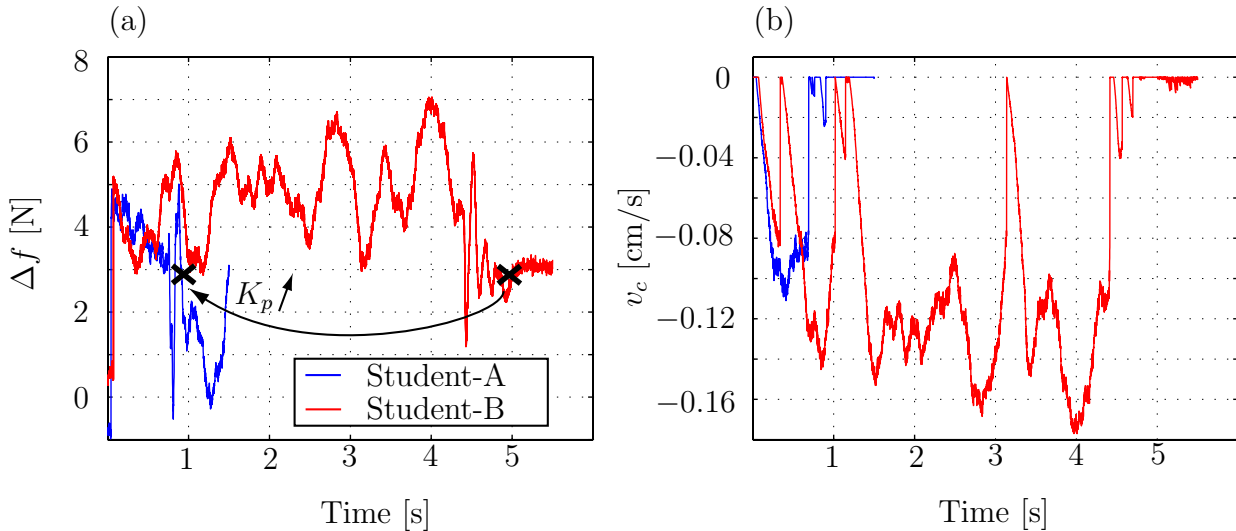 (a)
8
6
4
2
0
Δf [N]
1 2 3 4 5
Time [s]
K_p
Student-A
Student-B
(b)
0
−0.04
−0.08
−0.12
−0.16
v_c [cm/s]
1 2 3 4 5
Time [s]